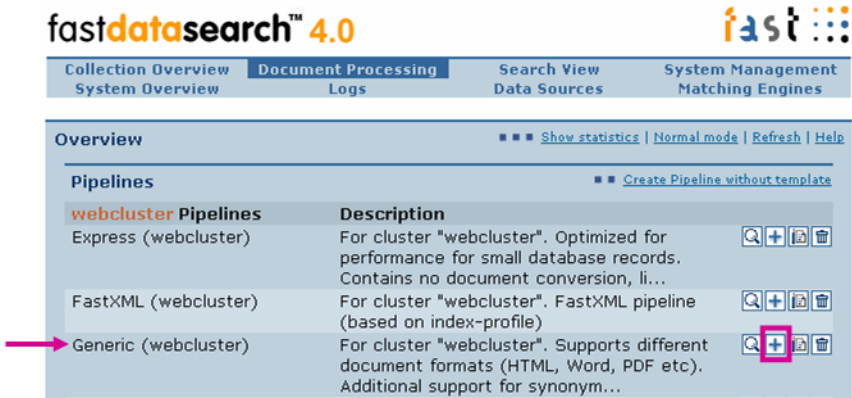 fastdatasearch™ 4.0
fast
Collection Overview Document Processing Search View System Management
System Overview Logs Data Sources Matching Engines
Overview Show statistics | Normal mode | Refresh | Help
Pipelines Create Pipeline without template
webcluster Pipelines Description
Express (webcluster) For cluster "webcluster". Optimized for
performance for small database records.
Contains no document conversion, li...
FastXML (webcluster) For cluster "webcluster". FastXML pipeline
(based on index-profile)
Generic (webcluster) For cluster "webcluster". Supports different
document formats (HTML, Word, PDF etc).
Additional support for synonym...